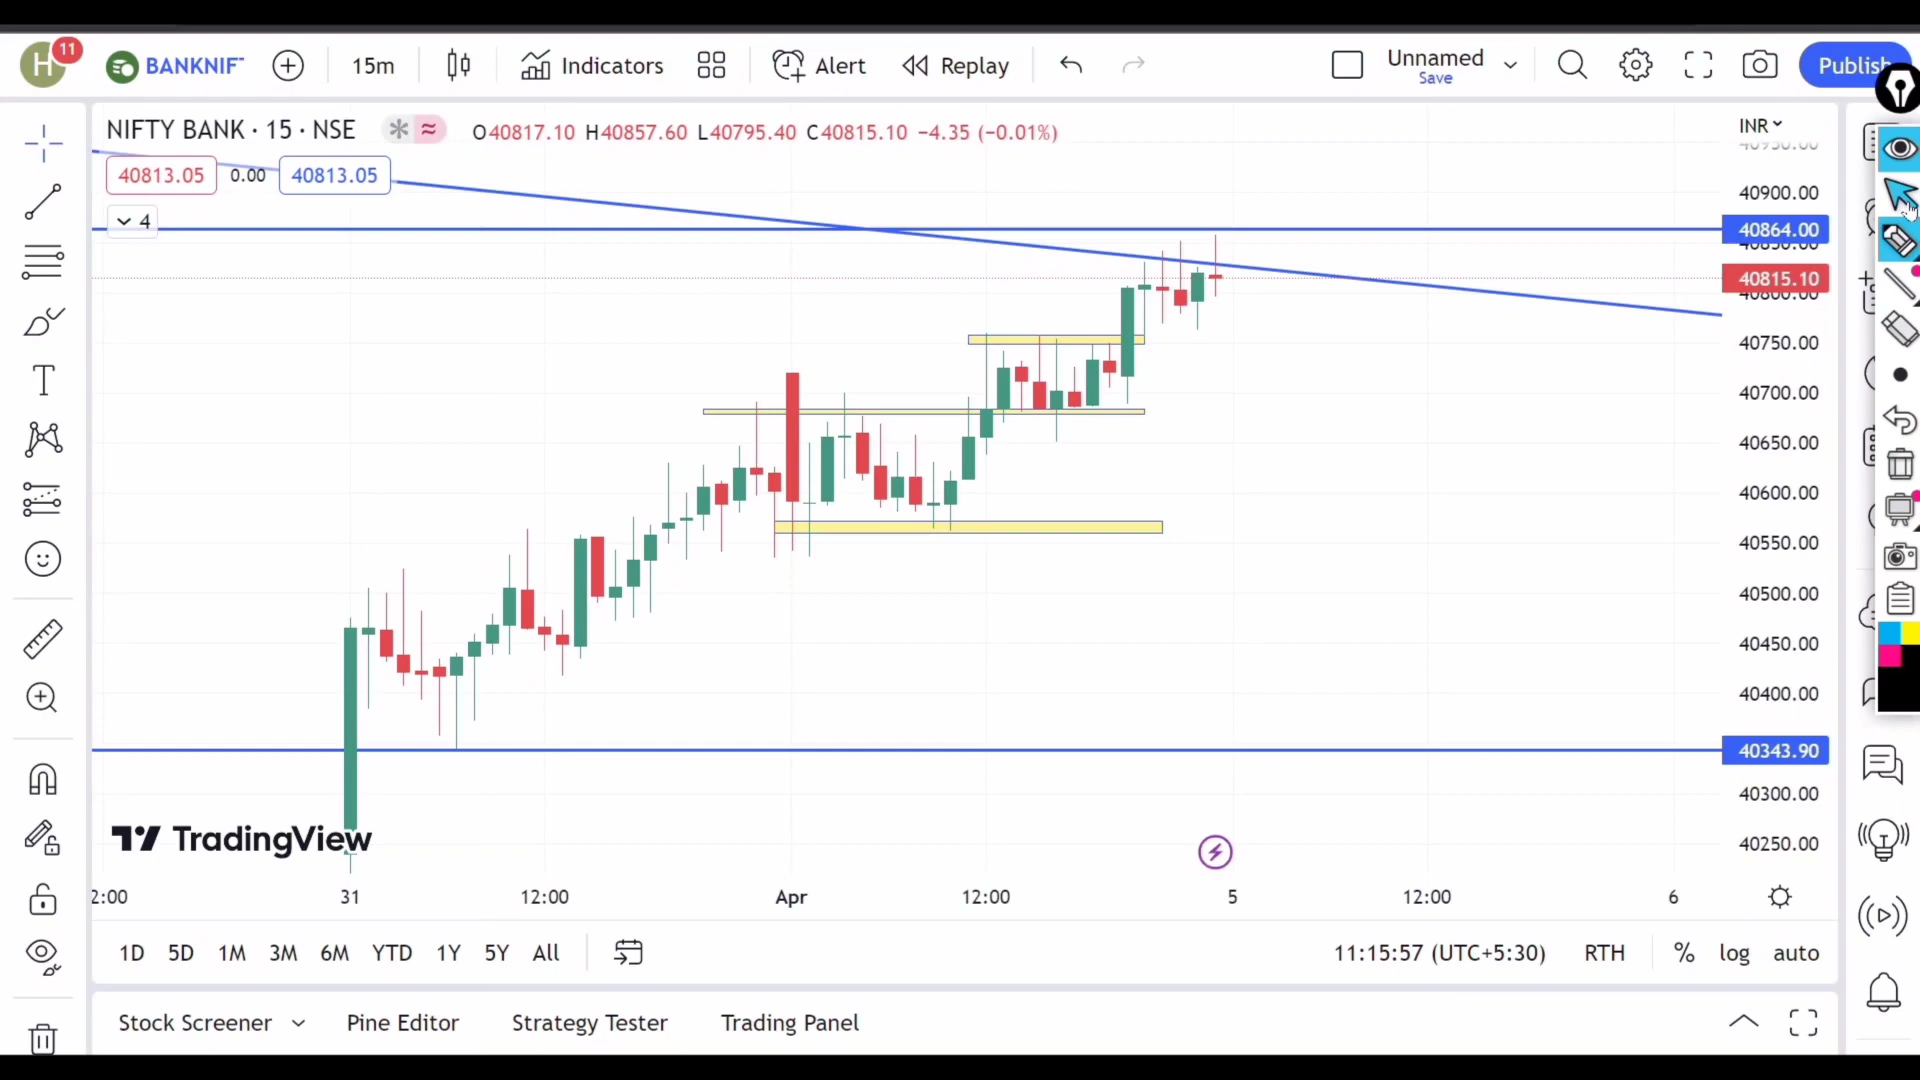 H 11 BANKNIF 15m Indicators Alert Replay Unnamed Save Publish
NIFTY BANK · 15 · NSE O40817.10 H40857.60 L40795.40 C40815.10 −4.35 (−0.01%) INR
40813.05 0.00 40813.05
4
40900.00
40864.00
40850.00
40815.10
40800.00
40750.00
40700.00
40650.00
40600.00
40550.00
40500.00
40450.00
40400.00
40343.90
40300.00
40250.00
TradingView
2:00 31 12:00 Apr 12:00 5 12:00 6
1D 5D 1M 3M 6M YTD 1Y 5Y All 11:15:57 (UTC+5:30) RTH % log auto
Stock Screener Pine Editor Strategy Tester Trading Panel